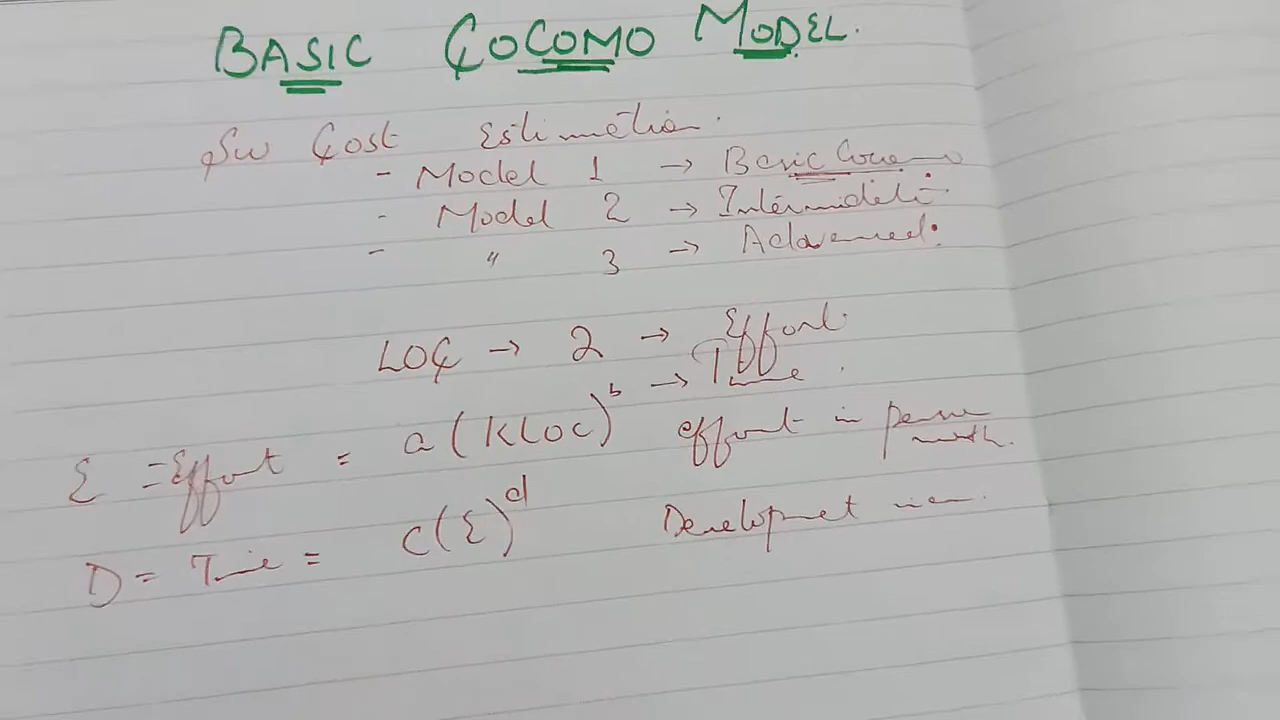 BASIC COCOMO MODEL.
SW Cost Estimation.
- Model 1 → Basic Cocomo
- Model 2 → Intermediate
- " 3 → Advanced.
LOC → 2 → Effort.
→ Time.
E = Effort = a(KLOC)^b effort in person month.
D = Time = c(E)^d Development